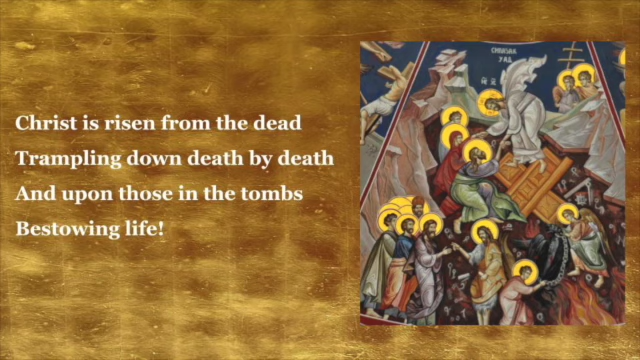 Christ is risen from the dead
Trampling down death by death
And upon those in the tombs
Bestowing life!